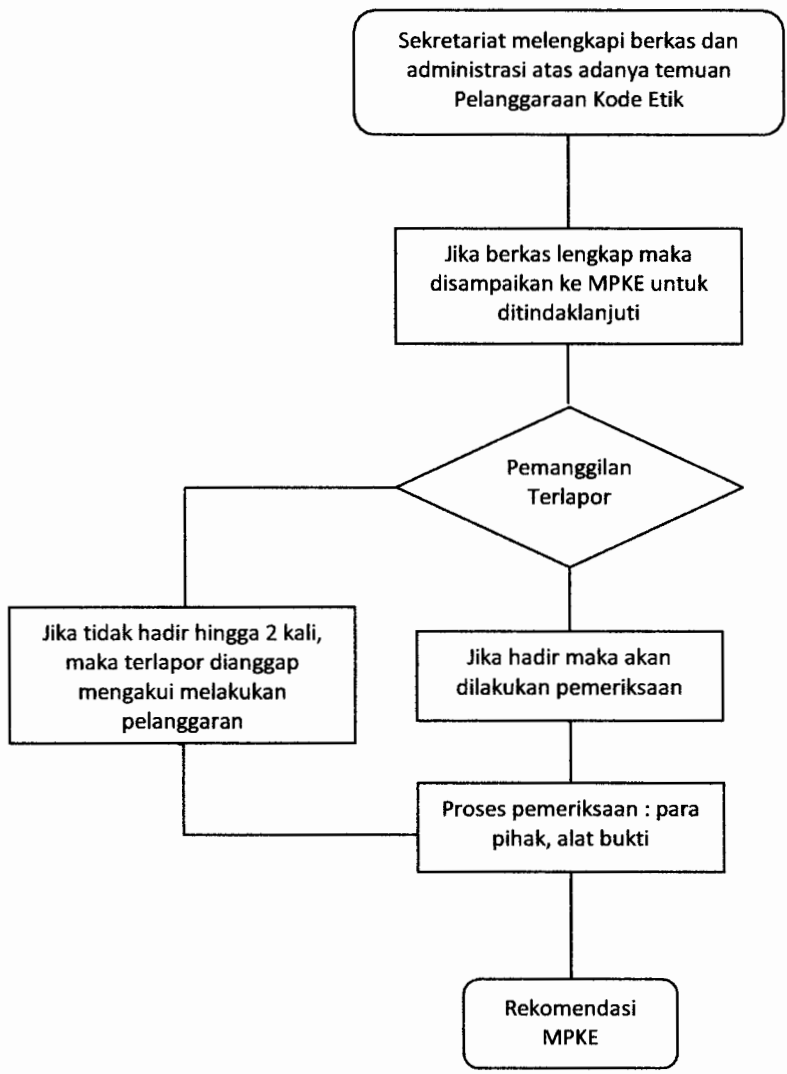 Sekretariat melengkapi berkas dan
administrasi atas adanya temuan
Pelanggaraan Kode Etik
Jika berkas lengkap maka
disampaikan ke MPKE untuk
ditindaklanjuti
Pemanggilan
Terlapor
Jika tidak hadir hingga 2 kali,
maka terlapor dianggap
mengakui melakukan
pelanggaran
Jika hadir maka akan
dilakukan pemeriksaan
Proses pemeriksaan : para
pihak, alat bukti
Rekomendasi
MPKE